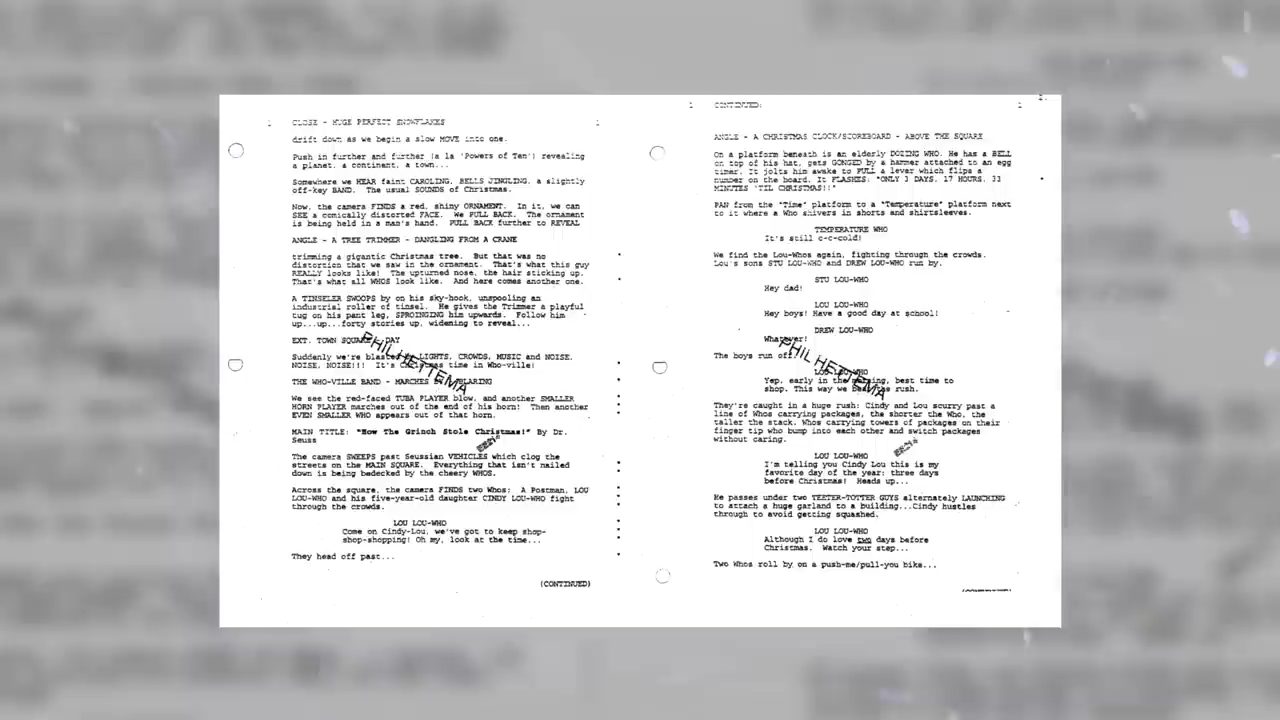 1 CLOSE - HUGE PERFECT SNOWFLAKES 1
drift down as we begin a slow MOVE into one.
Push in further and further (a la 'Powers of Ten') revealing
a planet, a continent, a town...
Somewhere we HEAR faint CAROLING, BELLS JINGLING, a slightly
off-key BAND. The usual SOUNDS of Christmas.
Now, the camera FINDS a red, shiny ORNAMENT. In it, we can
SEE a comically distorted FACE. We PULL BACK. The ornament
is being held in a man's hand. PULL BACK further to REVEAL
ANGLE - A TREE TRIMMER - DANGLING FROM A CRANE
trimming a gigantic Christmas tree. But that was no
distortion that we saw in the ornament. That's what this guy
REALLY looks like! The upturned nose, the hair sticking up.
That's what all WHOS look like. And here comes another one.
A TINSELER SWOOPS by on his sky-hook, unspooling an
industrial roller of tinsel. He gives the Trimmer a playful
tug on his pant leg, SPROINGING him upwards. Follow him
up...up...forty stories up, widening to reveal...
EXT. TOWN SQUARE - DAY
Suddenly we're blasted by LIGHTS, CROWDS, MUSIC and NOISE.
NOISE, NOISE!!! It's Christmas time in Who-ville!
THE WHO-VILLE BAND - MARCHES BLARING
We see the red-faced TUBA PLAYER blow, and another SMALLER
HORN PLAYER marches out of the end of his horn! Then another
EVEN SMALLER WHO appears out of that horn.
MAIN TITLE: "How The Grinch Stole Christmas!" By Dr.
Seuss
The camera SWEEPS past Seussian VEHICLES which clog the
streets on the MAIN SQUARE. Everything that isn't nailed
down is being bedecked by the cheery WHOS.
Across the square, the camera FINDS two Whos: A Postman, LOU
LOU-WHO and his five-year-old daughter CINDY LOU-WHO fight
through the crowds.
LOU LOU-WHO
Come on Cindy-Lou, we've got to keep shop-
shop-shopping! Oh my, look at the time...
They head off past...
(CONTINUED)
PHIL HETTEMA
1 CONTINUED: 1
ANGLE - A CHRISTMAS CLOCK/SCOREBOARD - ABOVE THE SQUARE
On a platform beneath is an elderly DOZING WHO. He has a BELL
on top of his hat, gets GONGED by a hammer attached to an egg
timer. It jolts him awake to PULL a lever which flips a
number on the board. It FLASHES: "ONLY 3 DAYS, 17 HOURS, 33
MINUTES 'TIL CHRISTMAS!!"
PAN from the "Time" platform to a "Temperature" platform next
to it where a Who shivers in shorts and shirtsleeves.
TEMPERATURE WHO
It's still c-c-cold!
We find the Lou-Whos again, fighting through the crowds.
Lou's sons STU LOU-WHO and DREW LOU-WHO run by.
STU LOU-WHO
Hey dad!
LOU LOU-WHO
Hey boys! Have a good day at school!
DREW LOU-WHO
Whatever!
The boys run off.
LOU LOU-WHO
Yep, early in the morning, best time to
shop. This way we beat the rush.
They're caught in a huge rush: Cindy and Lou scurry past a
line of Whos carrying packages, the shorter the Who, the
taller the stack. Whos carrying towers of packages on their
finger tip who bump into each other and switch packages
without caring.
LOU LOU-WHO
I'm telling you Cindy Lou this is my
favorite day of the year: three days
before Christmas! Heads up...
He passes under two TEETER-TOTTER GUYS alternately LAUNCHING
to attach a huge garland to a building...Cindy hustles
through to avoid getting squashed.
LOU LOU-WHO
Although I do love two days before
Christmas. Watch your step...
Two Whos roll by on a push-me/pull-you bike...
PHIL HETTEMA